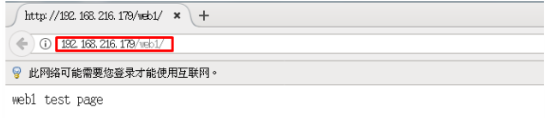 http://192.168.216.179/web1/ × +
192.168.216.179/web1/
此网络可能需要您登录才能使用互联网。
web1 test page